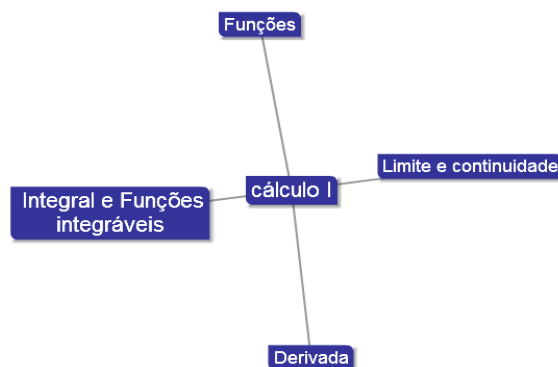 Funções
Limite e continuidade
cálculo I
Integral e Funções
integráveis
Derivada